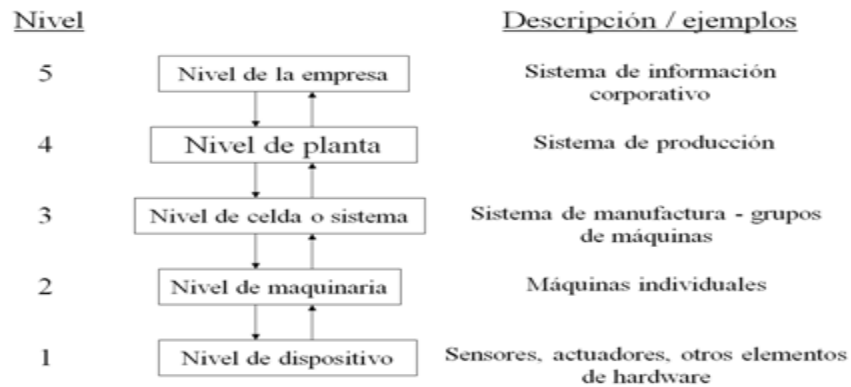 Nivel Descripción / ejemplos
5 Nivel de la empresa Sistema de información
corporativo
4 Nivel de planta Sistema de producción
3 Nivel de celda o sistema Sistema de manufactura - grupos
de máquinas
2 Nivel de maquinaria Máquinas individuales
1 Nivel de dispositivo Sensores, actuadores, otros elementos
de hardware